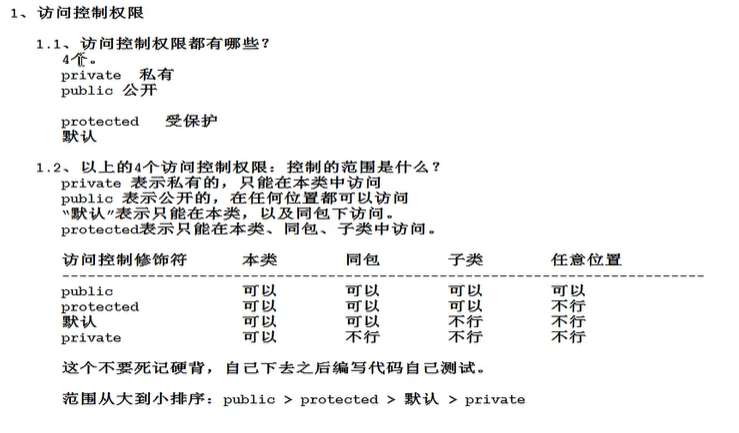 1、访问控制权限
1.1、访问控制权限都有哪些?
4个。
private 私有
public 公开
protected 受保护
默认
1.2、以上的4个访问控制权限:控制的范围是什么?
private 表示私有的,只能在本类中访问
public 表示公开的,在任何位置都可以访问
“默认”表示只能在本类,以及同包下访问。
protected表示只能在本类、同包、子类中访问。
访问控制修饰符 本类 同包 子类 任意位置
------------------------------------------------------------
public 可以 可以 可以 可以
protected 可以 可以 可以 不行
默认 可以 可以 不行 不行
private 可以 不行 不行 不行
这个不要死记硬背,自己下去之后编写代码自己测试。
范围从大到小排序:public > protected > 默认 > private